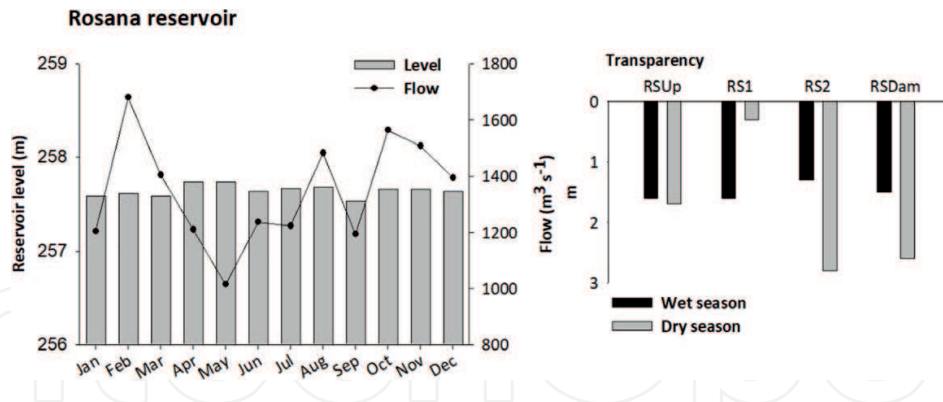 Rosana reservoir
Reservoir level (m)
259
258
257
256
Level
Flow
1800
1600
1400
1200
1000
800
Flow (m³ s⁻¹)
Jan Feb Mar Apr May Jun Jul Aug Sep Oct Nov Dec
Transparency
RSUp RS1 RS2 RSDam
0
1
2
3
m
Wet season
Dry season